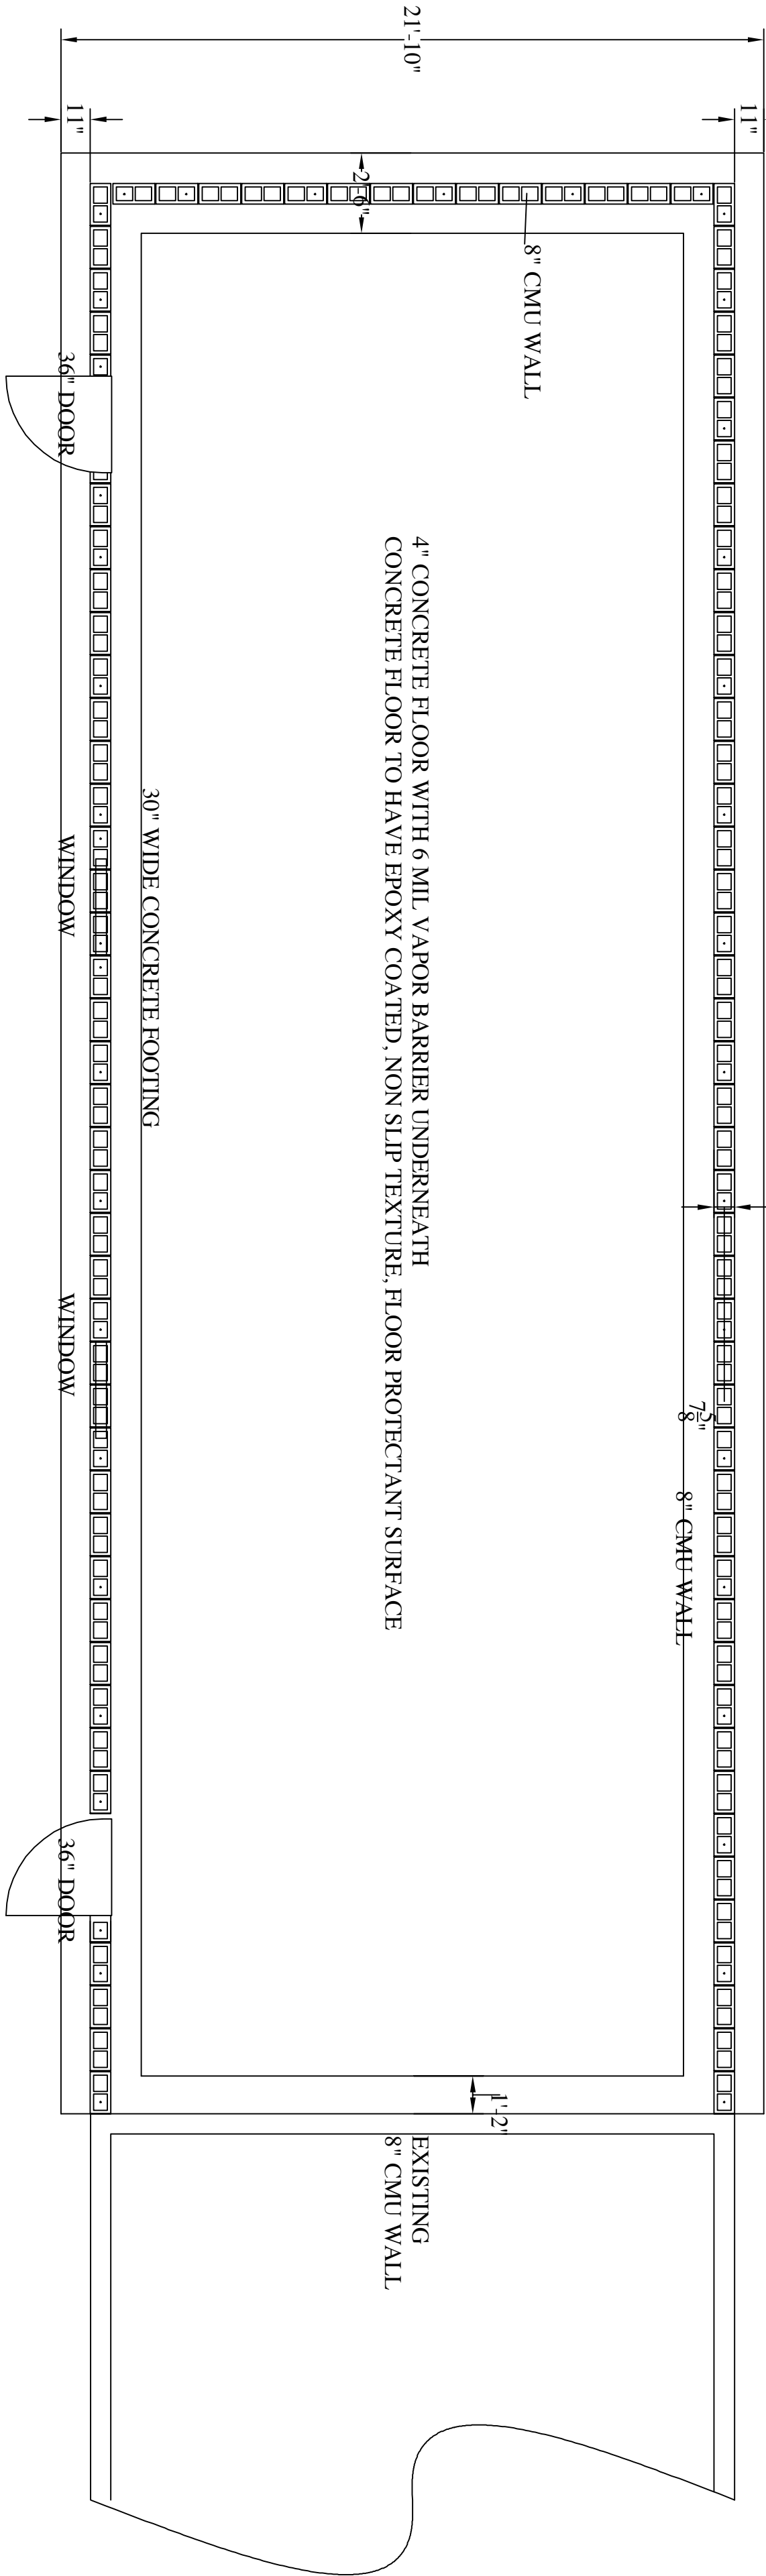 21'-10"
11"
11"
2'-6"
8" CMU WALL
36" DOOR
4" CONCRETE FLOOR WITH 6 MIL VAPOR BARRIER UNDERNEATH
CONCRETE FLOOR TO HAVE EPOXY COATED, NON SLIP TEXTURE, FLOOR PROTECTANT SURFACE
30" WIDE CONCRETE FOOTING
WINDOW
WINDOW
7 5/8"
8" CMU WALL
36" DOOR
1'-2"
EXISTING
8" CMU WALL